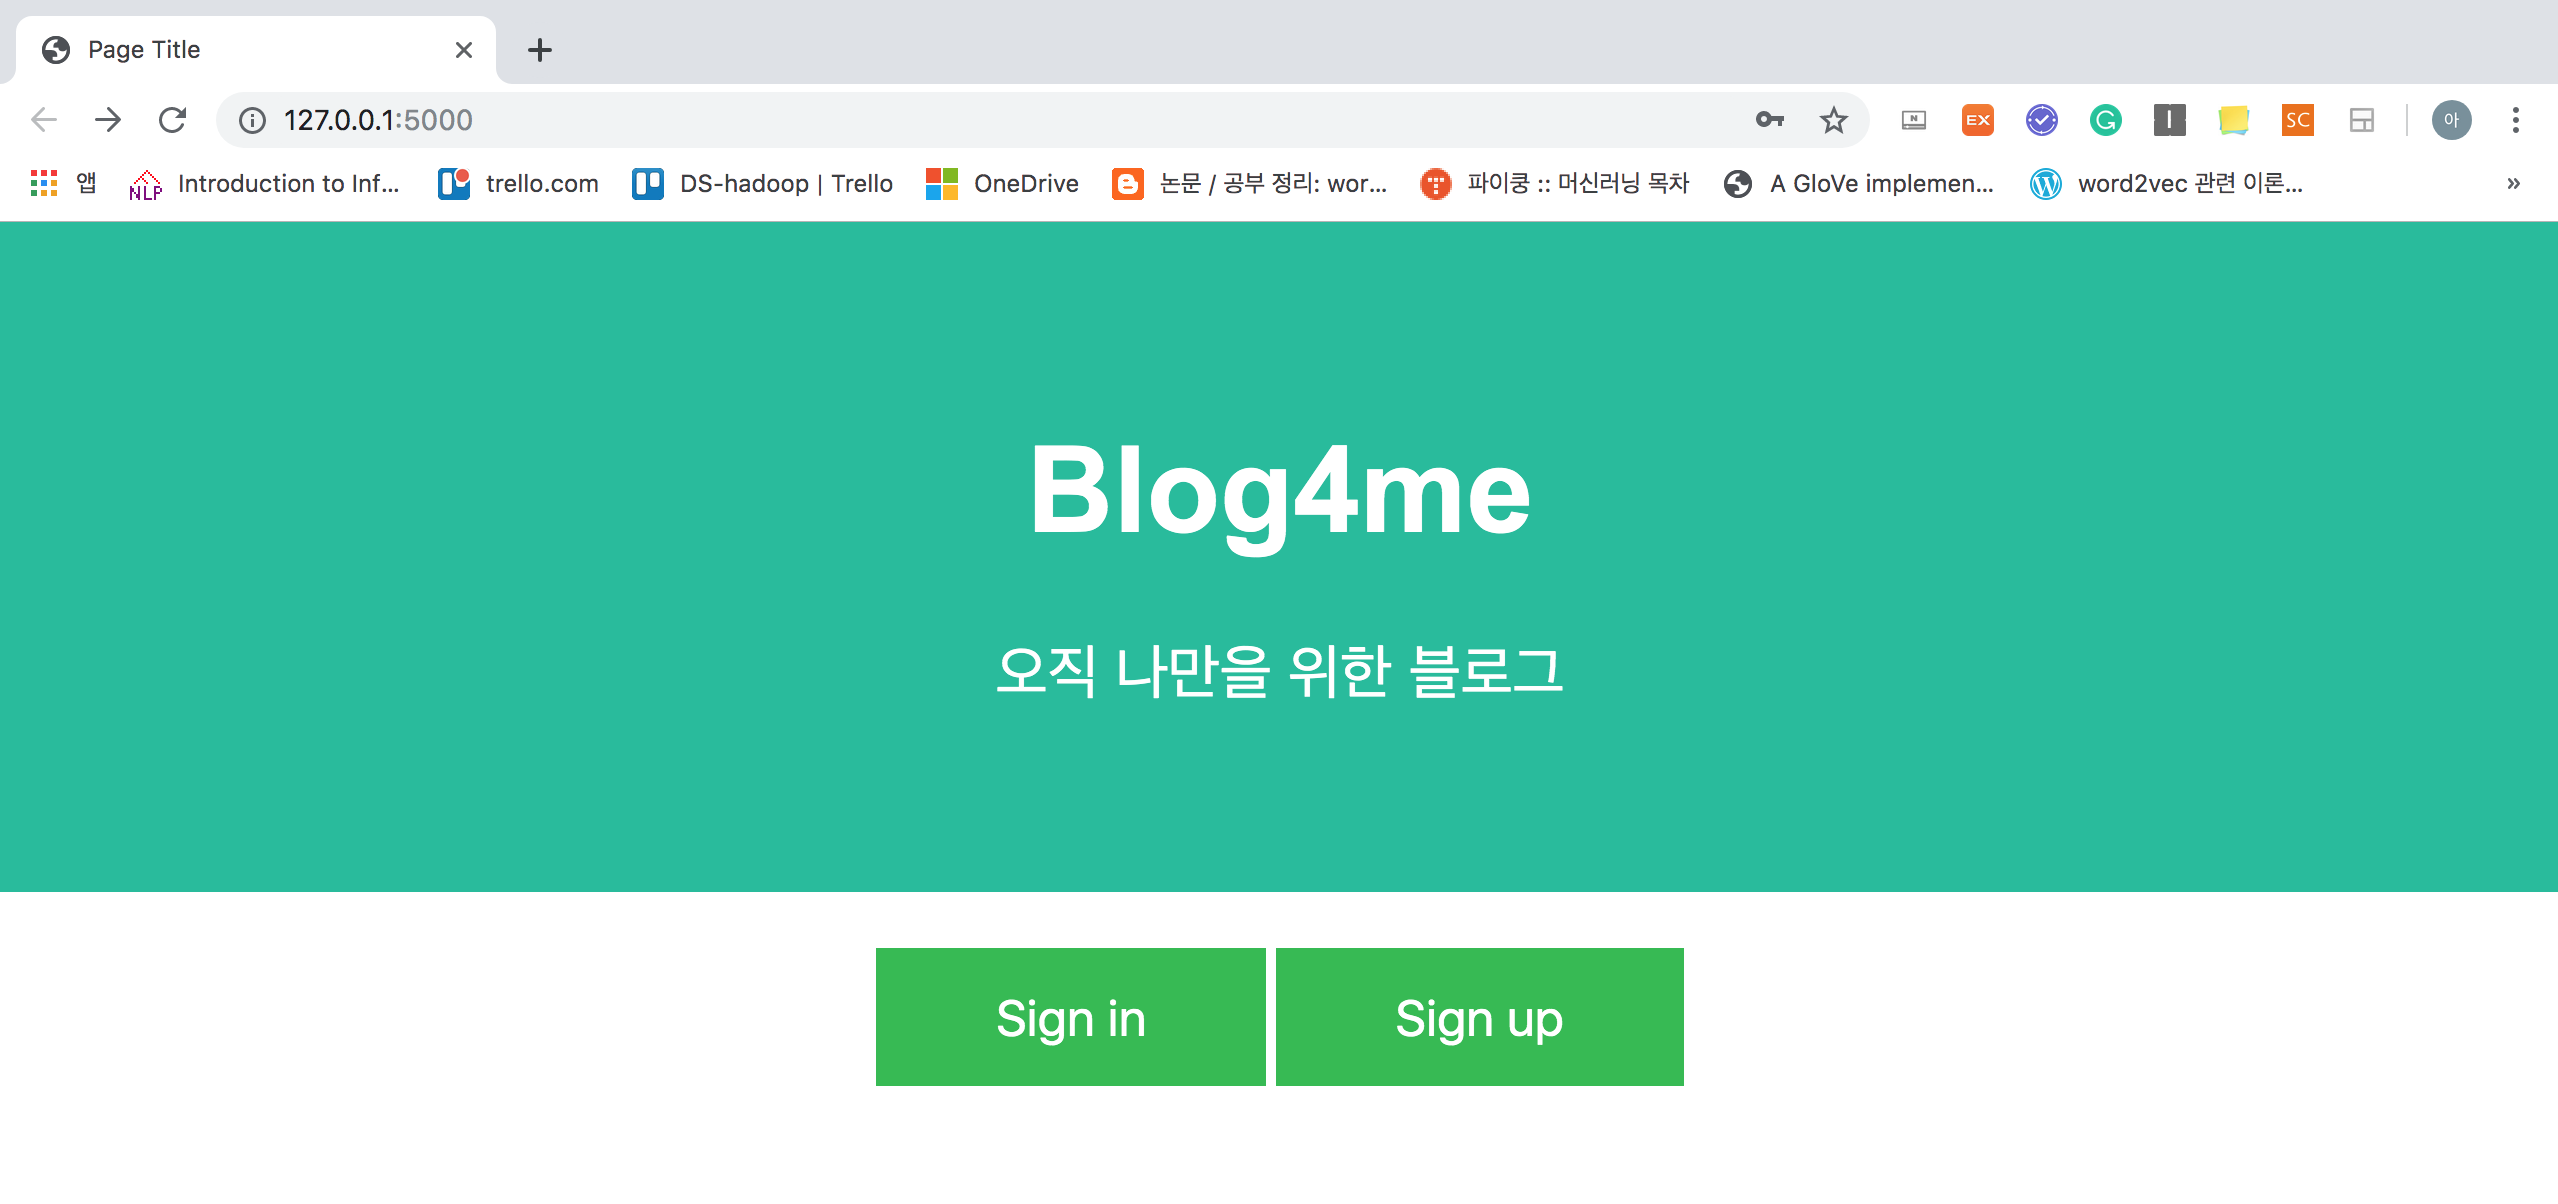 Page Title
127.0.0.1:5000
N EX G SC 아
앱 NLP Introduction to Inf... trello.com DS-hadoop | Trello OneDrive 논문 / 공부 정리: wor... 파이쿵 :: 머신러닝 목차 A GloVe implemen... word2vec 관련 이론... »
Blog4me
오직 나만을 위한 블로그
Sign in Sign up